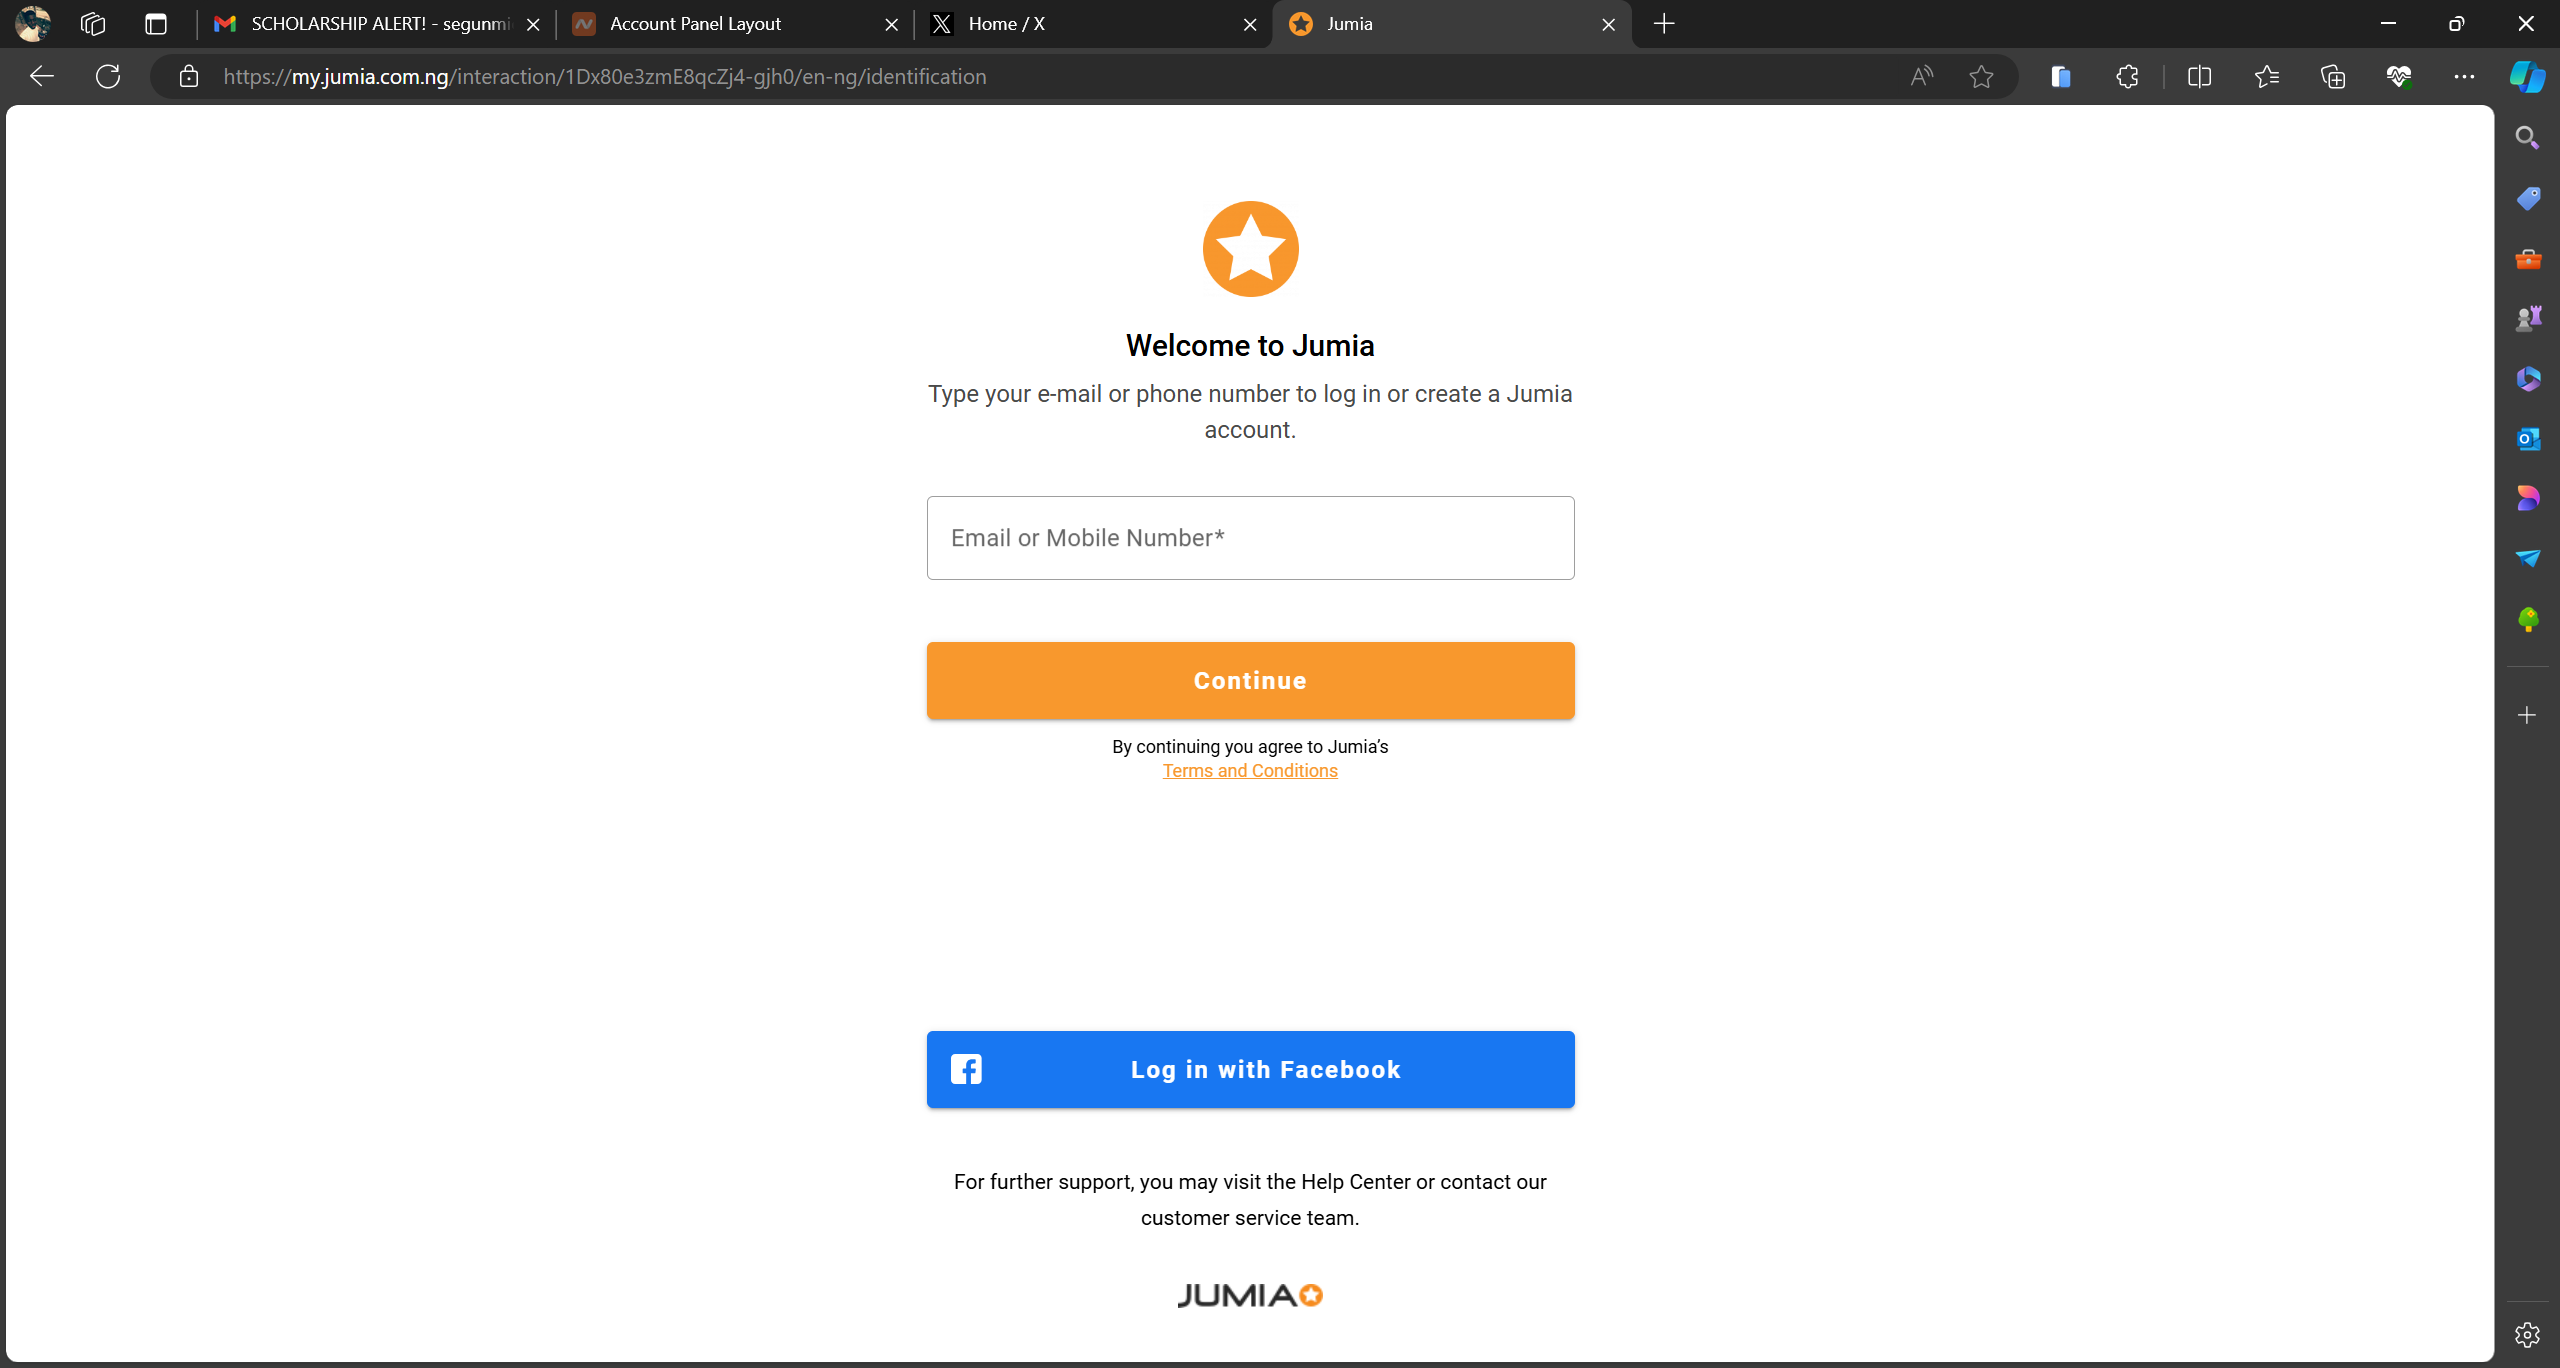 SCHOLARSHIP ALERT! - segunmi
Account Panel Layout
Home / X
Jumia
https://my.jumia.com.ng/interaction/1Dx80e3zmE8qcZj4-gjh0/en-ng/identification
Welcome to Jumia
Type your e-mail or phone number to log in or create a Jumia
account.
Email or Mobile Number*
Continue
By continuing you agree to Jumia’s
Terms and Conditions
Log in with Facebook
For further support, you may visit the Help Center or contact our
customer service team.
JUMIA